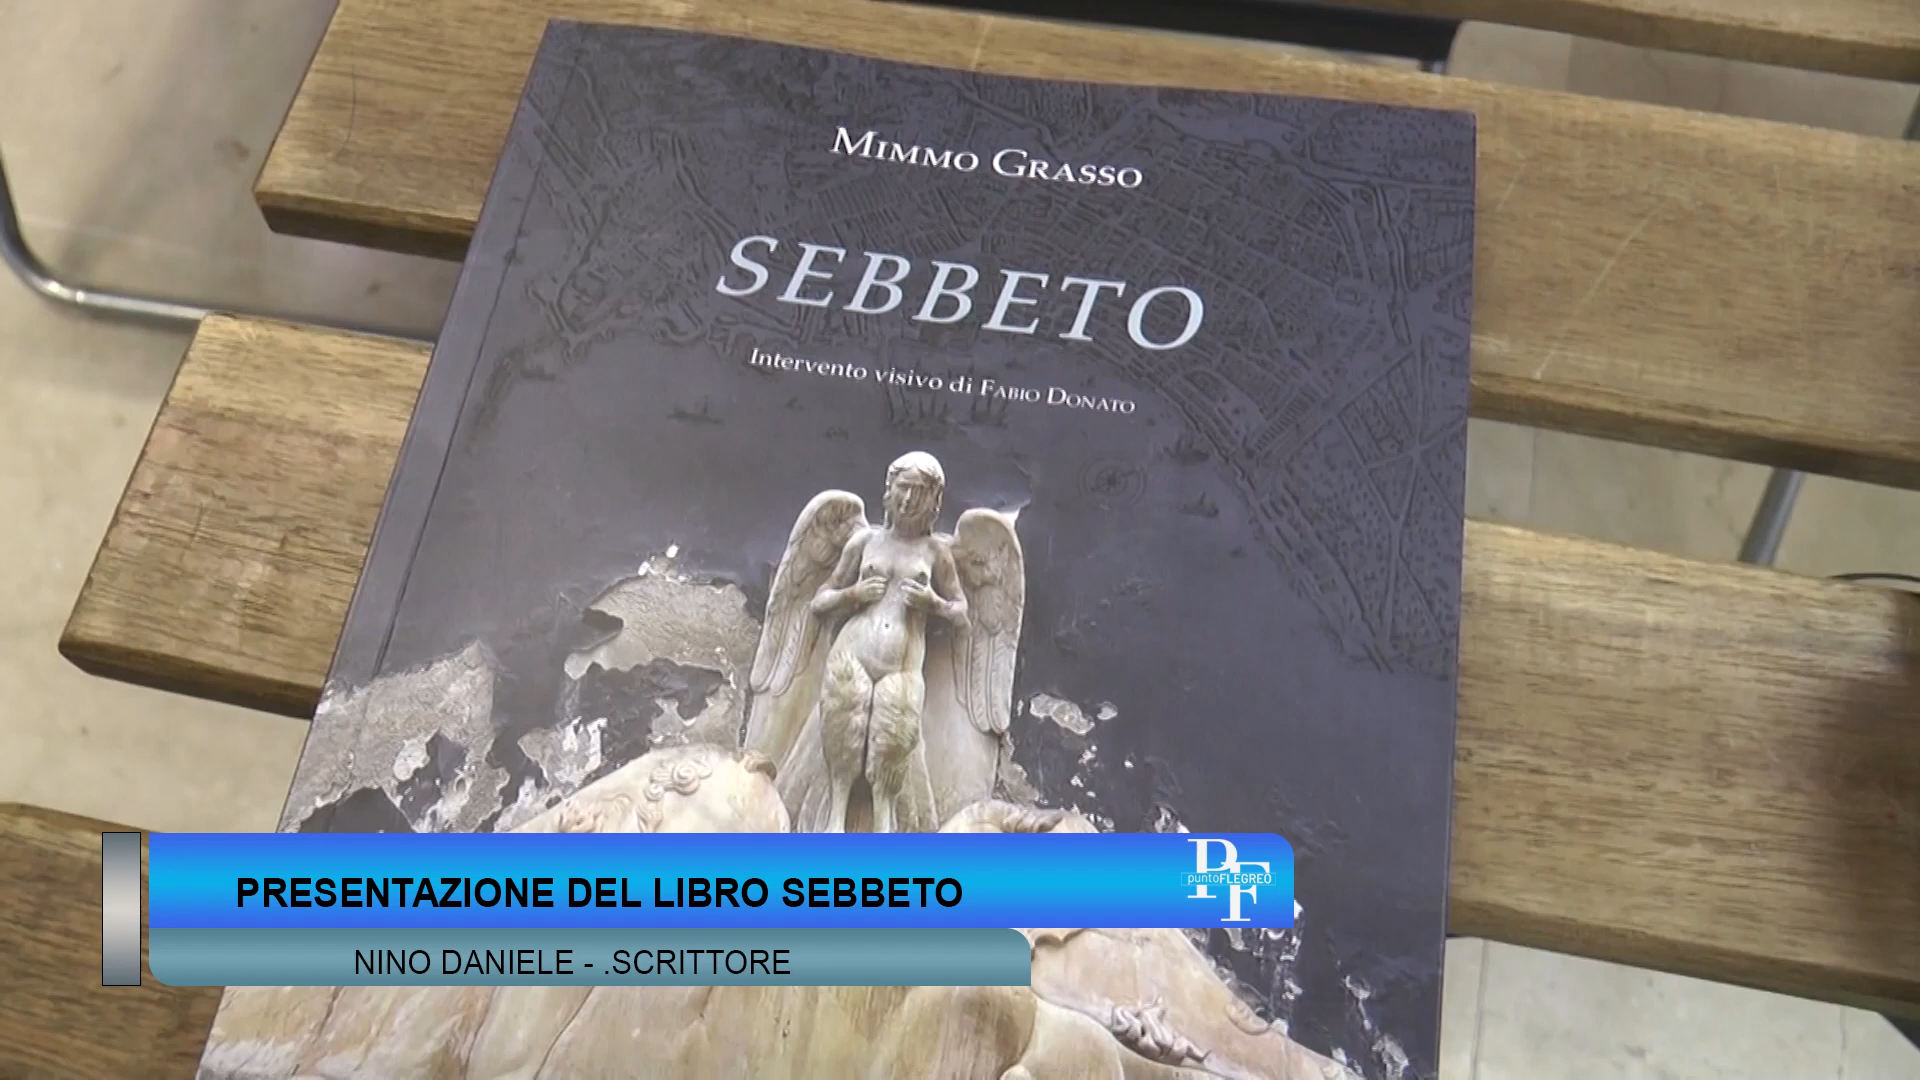 MIMMO GRASSO
SEBBETO
Intervento visivo di FABIO DONATO
PRESENTAZIONE DEL LIBRO SEBBETO
PF
puntoFLEGREO
NINO DANIELE - .SCRITTORE